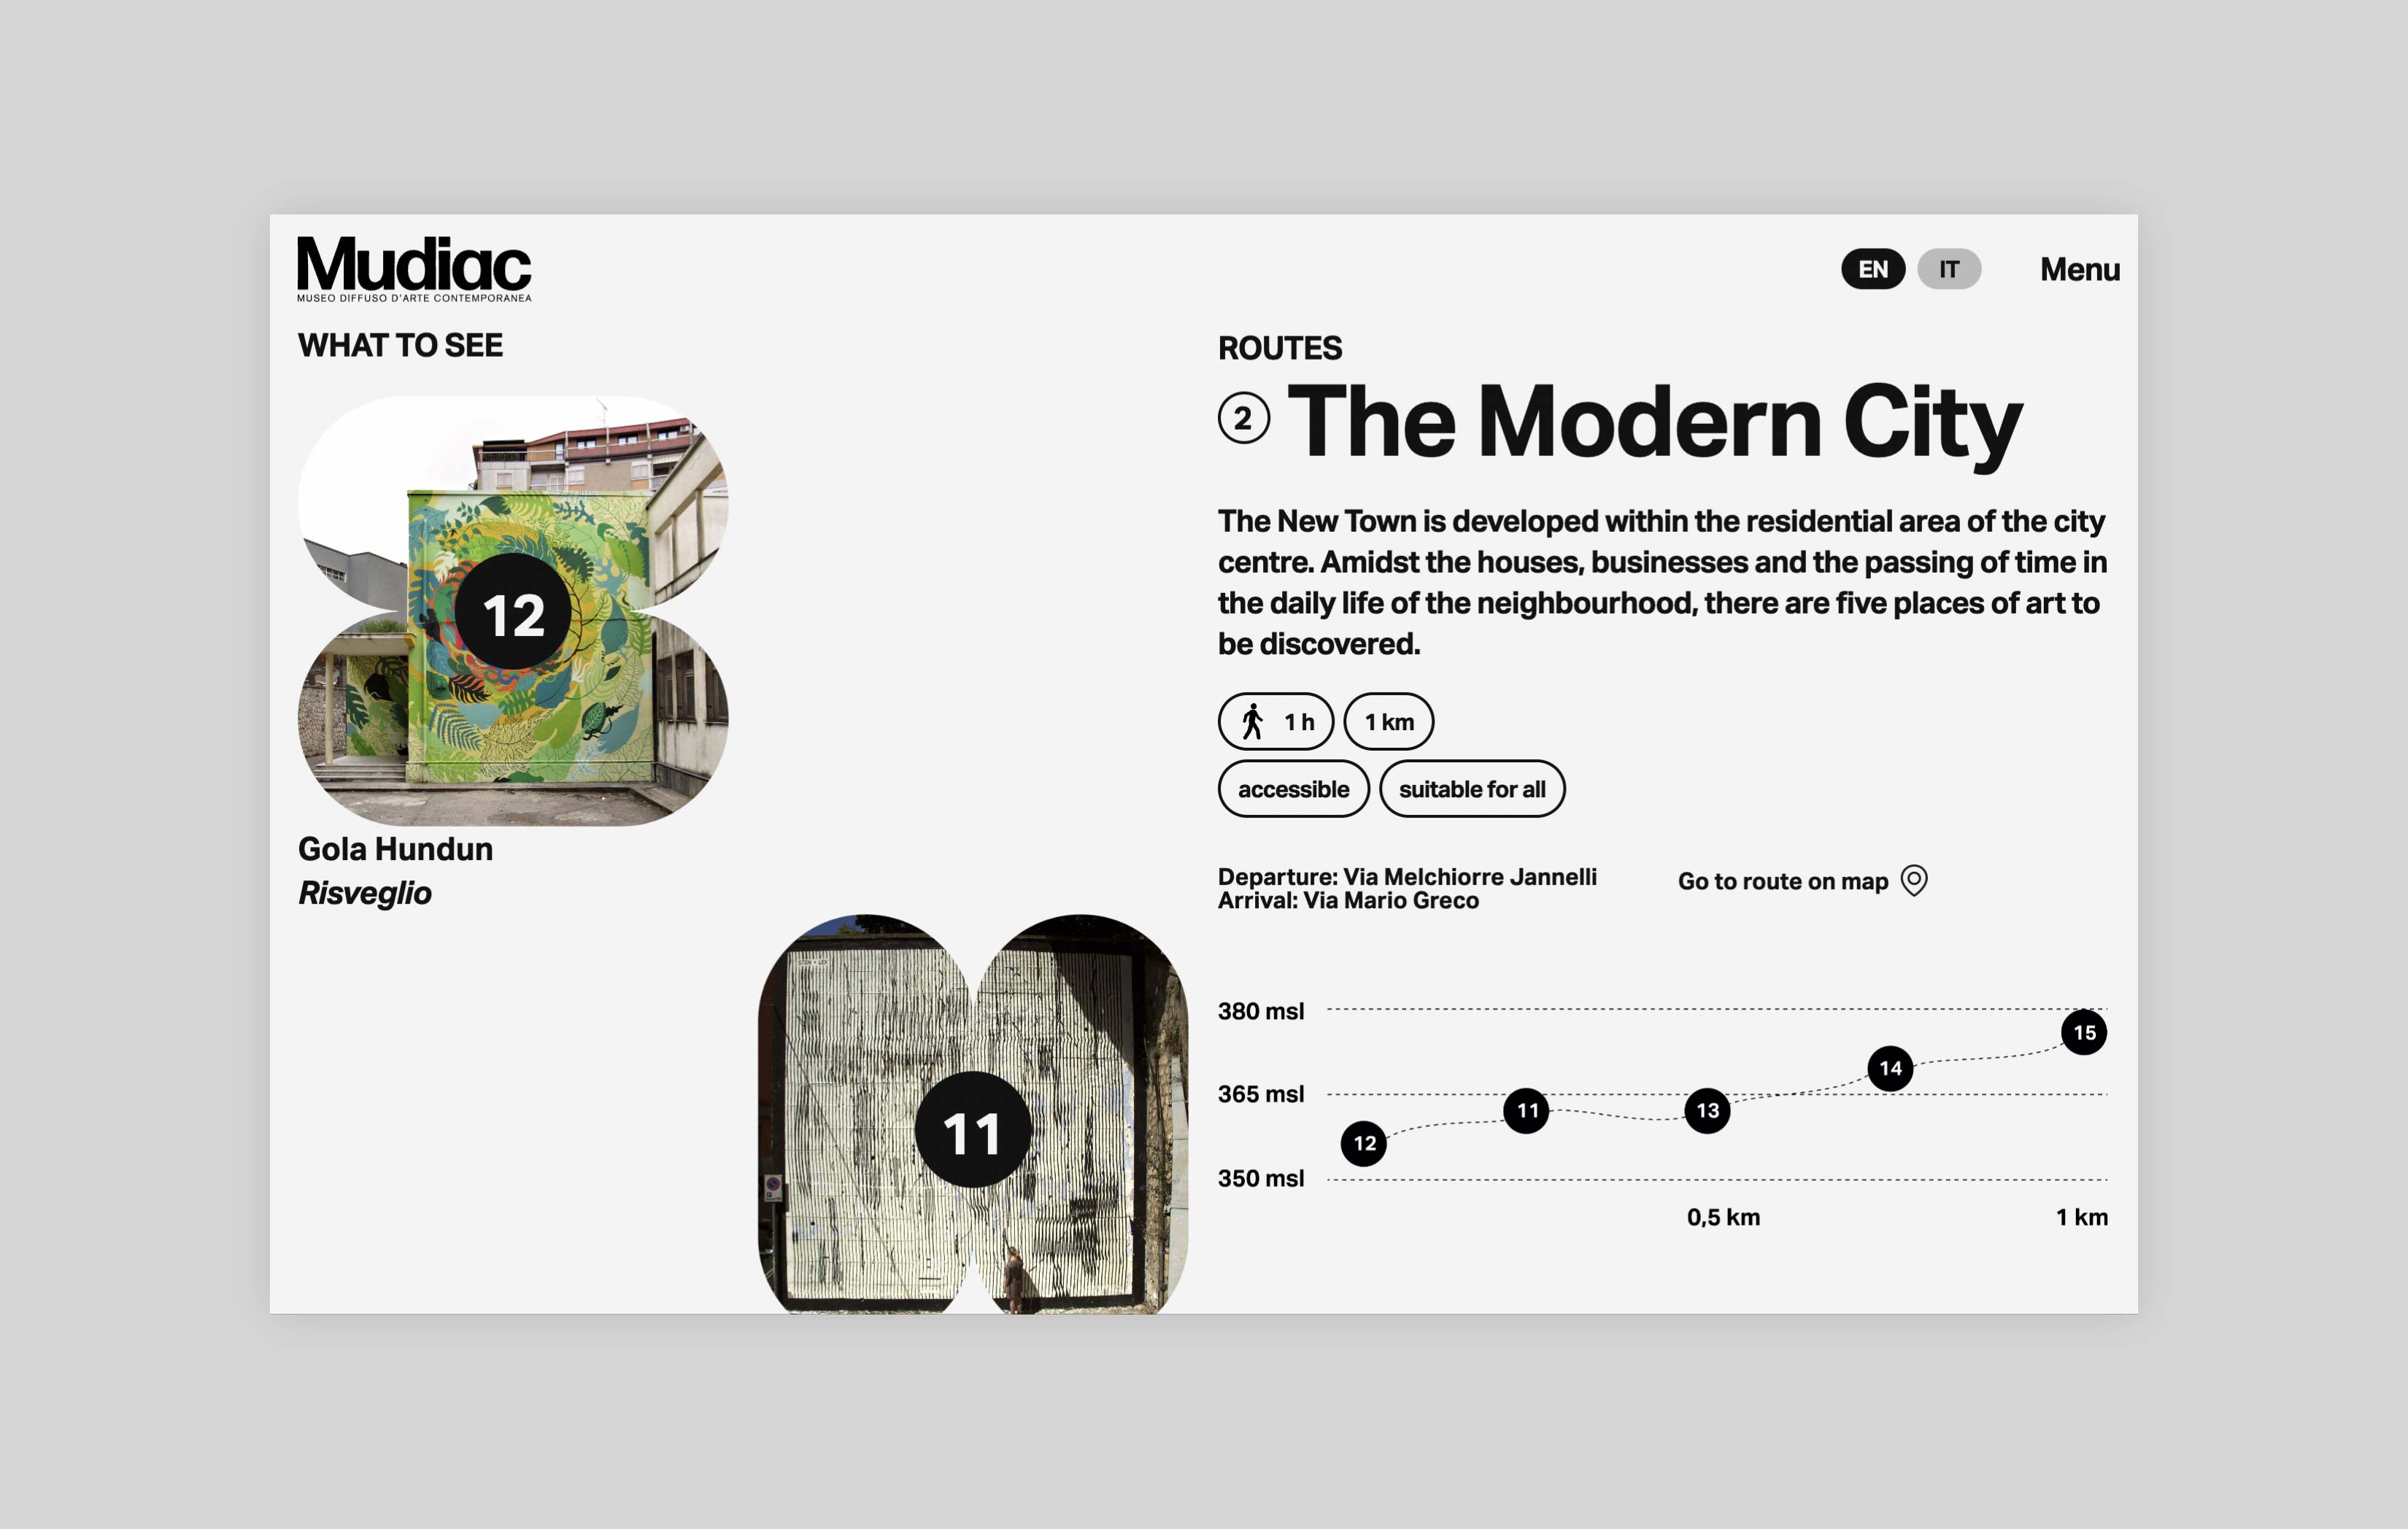 Mudiac
MUSEO DIFFUSO D'ARTE CONTEMPORANEA
EN
IT
Menu
WHAT TO SEE
12
Gola Hundun
Risveglio
11
ROUTES
2 The Modern City
The New Town is developed within the residential area of the city
centre. Amidst the houses, businesses and the passing of time in
the daily life of the neighbourhood, there are five places of art to
be discovered.
1 h
1 km
accessible
suitable for all
Departure: Via Melchiorre Jannelli
Arrival: Via Mario Greco
Go to route on map
380 msl
365 msl
350 msl
12
11
13
14
15
0,5 km
1 km